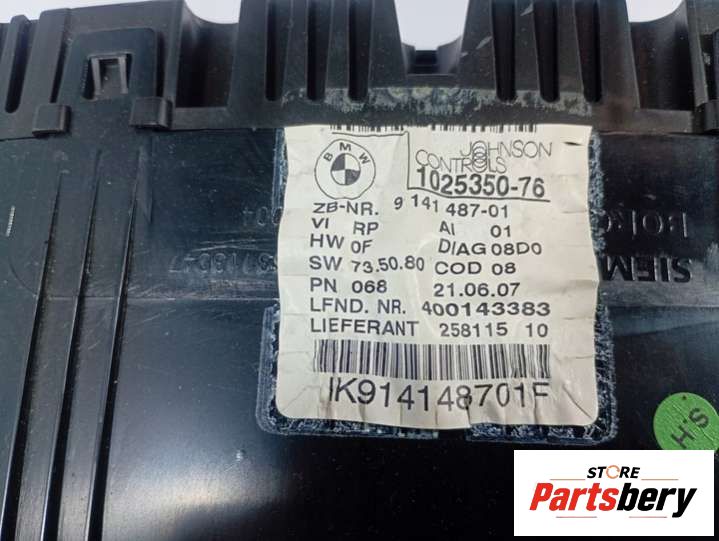 BMW
JOHNSON
CONTROLS
1025350-76
ZB-NR. 9 141 487-01
VI RP AI 01
HW 0F DIAG 08D0
SW 73.50.80 COD 08
PN 068 21.06.07
LFND. NR. 400143383
LIEFERANT 258115 10
IK914148701F
H.S
STORE
Partsbery